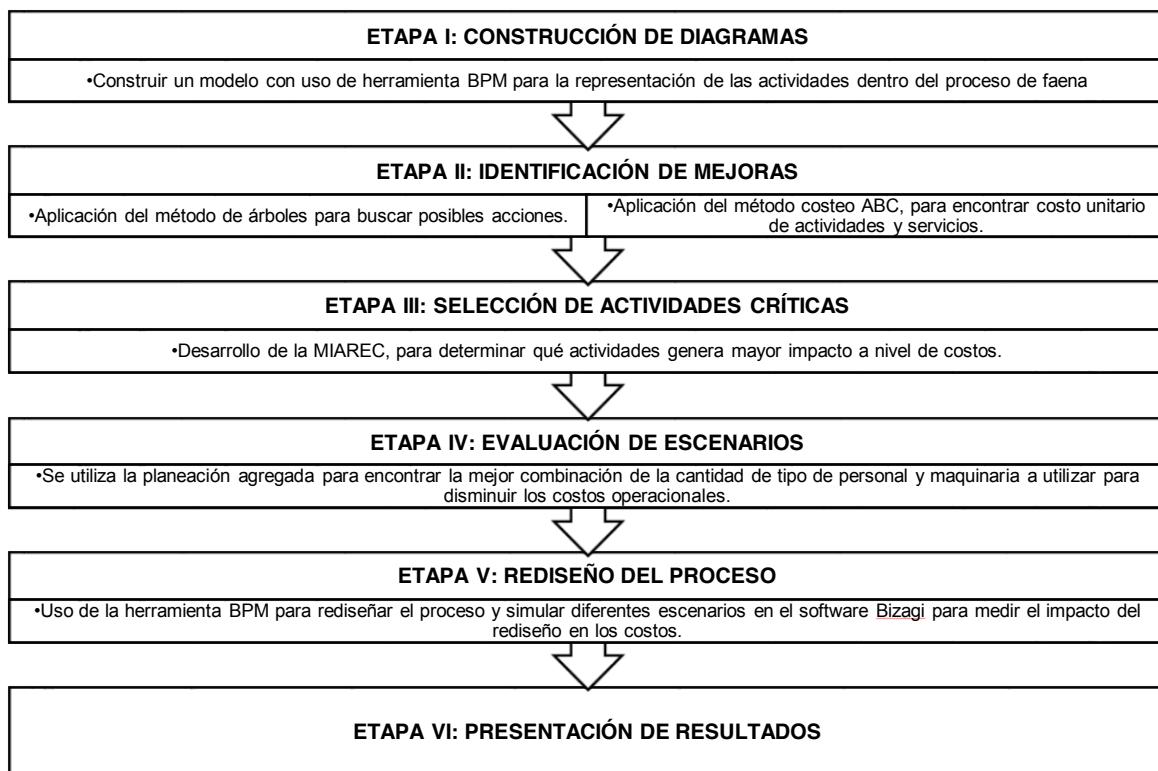 ETAPA I: CONSTRUCCIÓN DE DIAGRAMAS
•Construir un modelo con uso de herramienta BPM para la representación de las actividades dentro del proceso de faena
ETAPA II: IDENTIFICACIÓN DE MEJORAS
•Aplicación del método de árboles para buscar posibles acciones.
•Aplicación del método costeo ABC, para encontrar costo unitario
de actividades y servicios.
ETAPA III: SELECCIÓN DE ACTIVIDADES CRÍTICAS
•Desarrollo de la MIAREC, para determinar qué actividades genera mayor impacto a nivel de costos.
ETAPA IV: EVALUACIÓN DE ESCENARIOS
•Se utiliza la planeación agregada para encontrar la mejor combinación de la cantidad de tipo de personal y maquinaria a utilizar para
disminuir los costos operacionales.
ETAPA V: REDISEÑO DEL PROCESO
•Uso de la herramienta BPM para rediseñar el proceso y simular diferentes escenarios en el software Bizagi para medir el impacto del
rediseño en los costos.
ETAPA VI: PRESENTACIÓN DE RESULTADOS